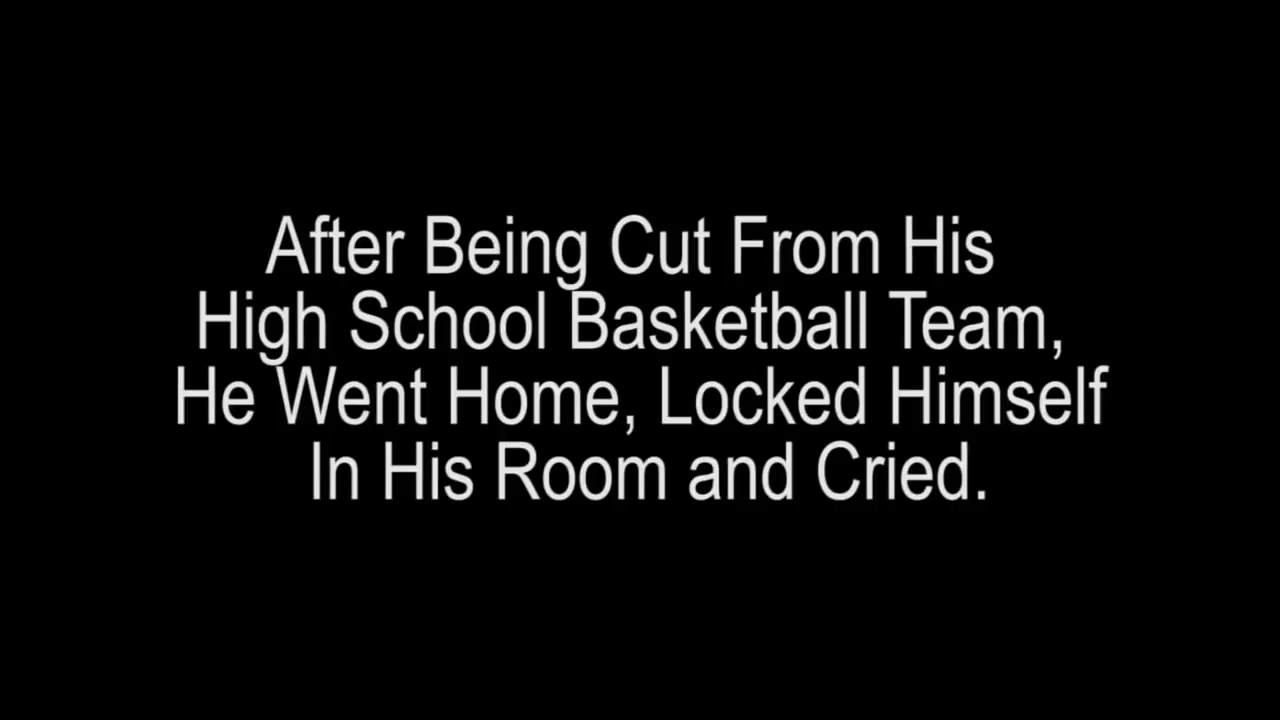 After Being Cut From His
High School Basketball Team,
He Went Home, Locked Himself
In His Room and Cried.